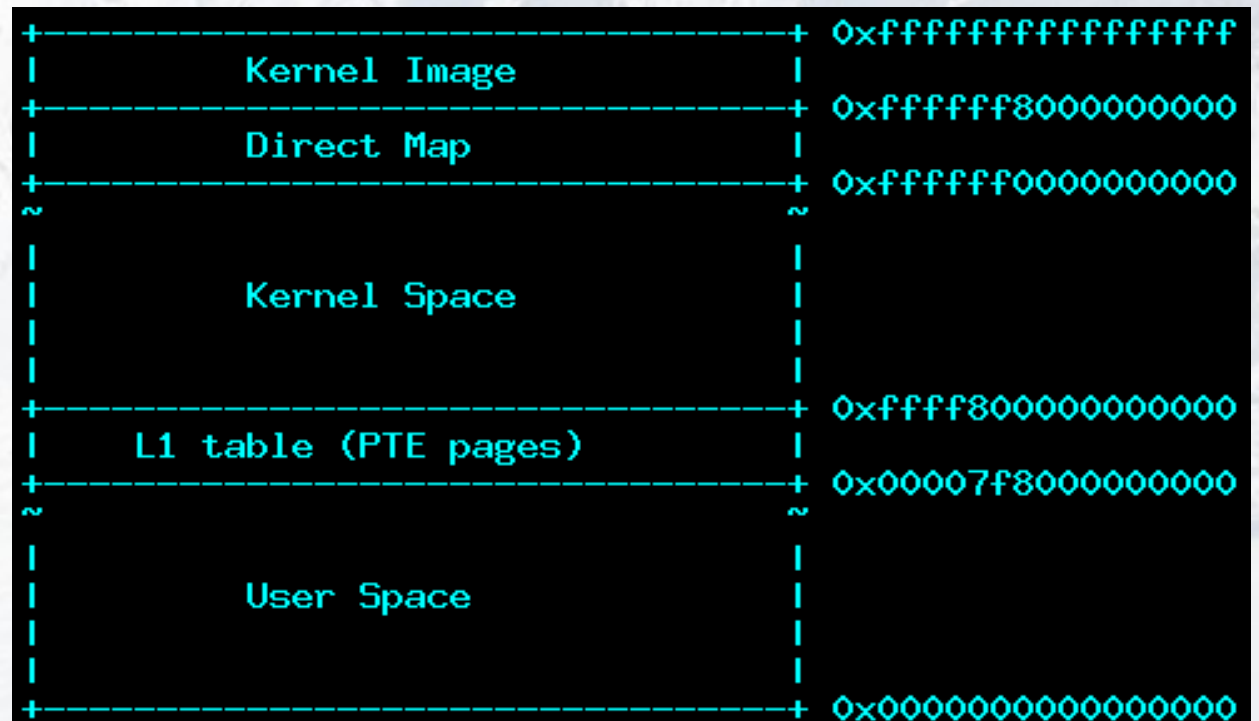 +---------------------------------+ 0xffffffffffffffff
| Kernel Image |
+---------------------------------+ 0xffffff8000000000
| Direct Map |
+---------------------------------+ 0xffffff0000000000
~ ~
|  |
| Kernel Space |
|  |
|  |
+---------------------------------+ 0xffff800000000000
| L1 table (PTE pages) |
+---------------------------------+ 0x00007f8000000000
~ ~
|  |
| User Space |
|  |
|  |
+---------------------------------+ 0x0000000000000000